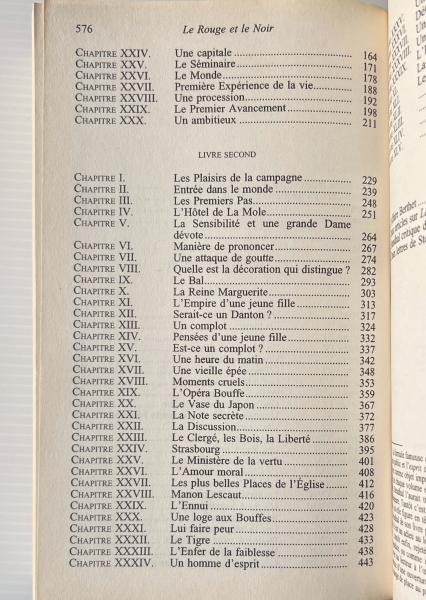 576 Le Rouge et le Noir
CHAPITRE XXIV. Une capitale ........................ 164
CHAPITRE XXV. Le Séminaire ........................ 171
CHAPITRE XXVI. Le Monde ........................ 178
CHAPITRE XXVII. Première Expérience de la vie ........................ 188
CHAPITRE XXVIII. Une procession ........................ 192
CHAPITRE XXIX. Le Premier Avancement ........................ 198
CHAPITRE XXX. Un ambitieux ........................ 211
LIVRE SECOND
CHAPITRE I. Les Plaisirs de la campagne ........................ 229
CHAPITRE II. Entrée dans le monde ........................ 239
CHAPITRE III. Les Premiers Pas ........................ 248
CHAPITRE IV. L'Hôtel de La Mole ........................ 251
CHAPITRE V. La Sensibilité et une grande Dame
dévote ........................ 264
CHAPITRE VI. Manière de prononcer ........................ 267
CHAPITRE VII. Une attaque de goutte ........................ 274
CHAPITRE VIII. Quelle est la décoration qui distingue ? 282
CHAPITRE IX. Le Bal ........................ 293
CHAPITRE X. La Reine Marguerite ........................ 303
CHAPITRE XI. L'Empire d'une jeune fille ........................ 313
CHAPITRE XII. Serait-ce un Danton ? ........................ 317
CHAPITRE XIII. Un complot ........................ 324
CHAPITRE XIV. Pensées d'une jeune fille ........................ 332
CHAPITRE XV. Est-ce un complot ? ........................ 337
CHAPITRE XVI. Une heure du matin ........................ 342
CHAPITRE XVII. Une vieille épée ........................ 348
CHAPITRE XVIII. Moments cruels ........................ 353
CHAPITRE XIX. L'Opéra Bouffe ........................ 359
CHAPITRE XX. Le Vase du Japon ........................ 367
CHAPITRE XXI. La Note secrète ........................ 372
CHAPITRE XXII. La Discussion ........................ 377
CHAPITRE XXIII. Le Clergé, les Bois, la Liberté ........................ 386
CHAPITRE XXIV. Strasbourg ........................ 395
CHAPITRE XXV. Le Ministère de la vertu ........................ 401
CHAPITRE XXVI. L'Amour moral ........................ 408
CHAPITRE XXVII. Les plus belles Places de l'Église ........................ 412
CHAPITRE XXVIII. Manon Lescaut ........................ 416
CHAPITRE XXIX. L'Ennui ........................ 420
CHAPITRE XXX. Une loge aux Bouffes ........................ 423
CHAPITRE XXXI. Lui faire peur ........................ 428
CHAPITRE XXXII. Le Tigre ........................ 433
CHAPITRE XXXIII. L'Enfer de la faiblesse ........................ 438
CHAPITRE XXXIV. Un homme d'esprit ........................ 443